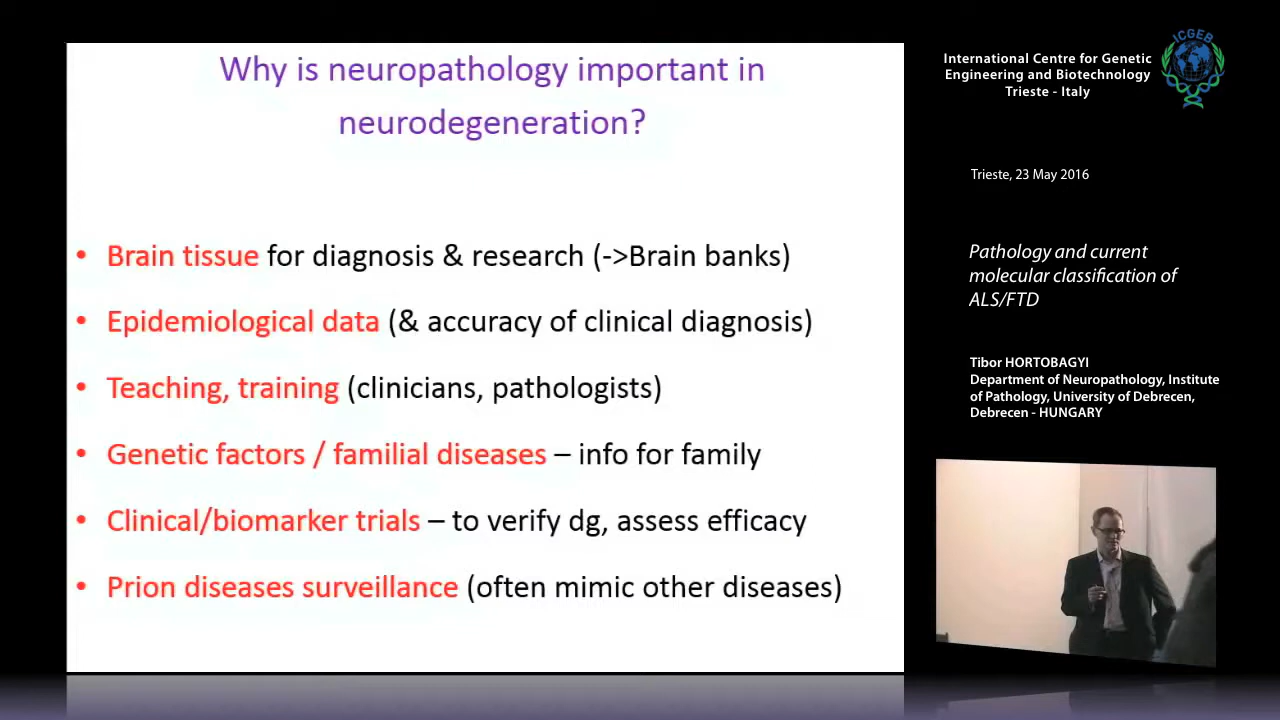 Why is neuropathology important in
neurodegeneration?
• Brain tissue for diagnosis & research (->Brain banks)
• Epidemiological data (& accuracy of clinical diagnosis)
• Teaching, training (clinicians, pathologists)
• Genetic factors / familial diseases – info for family
• Clinical/biomarker trials – to verify dg, assess efficacy
• Prion diseases surveillance (often mimic other diseases)
International Centre for Genetic
Engineering and Biotechnology
Trieste - Italy
ICGEB
Trieste, 23 May 2016
Pathology and current
molecular classification of
ALS/FTD
Tibor HORTOBAGYI
Department of Neuropathology, Institute
of Pathology, University of Debrecen,
Debrecen - HUNGARY